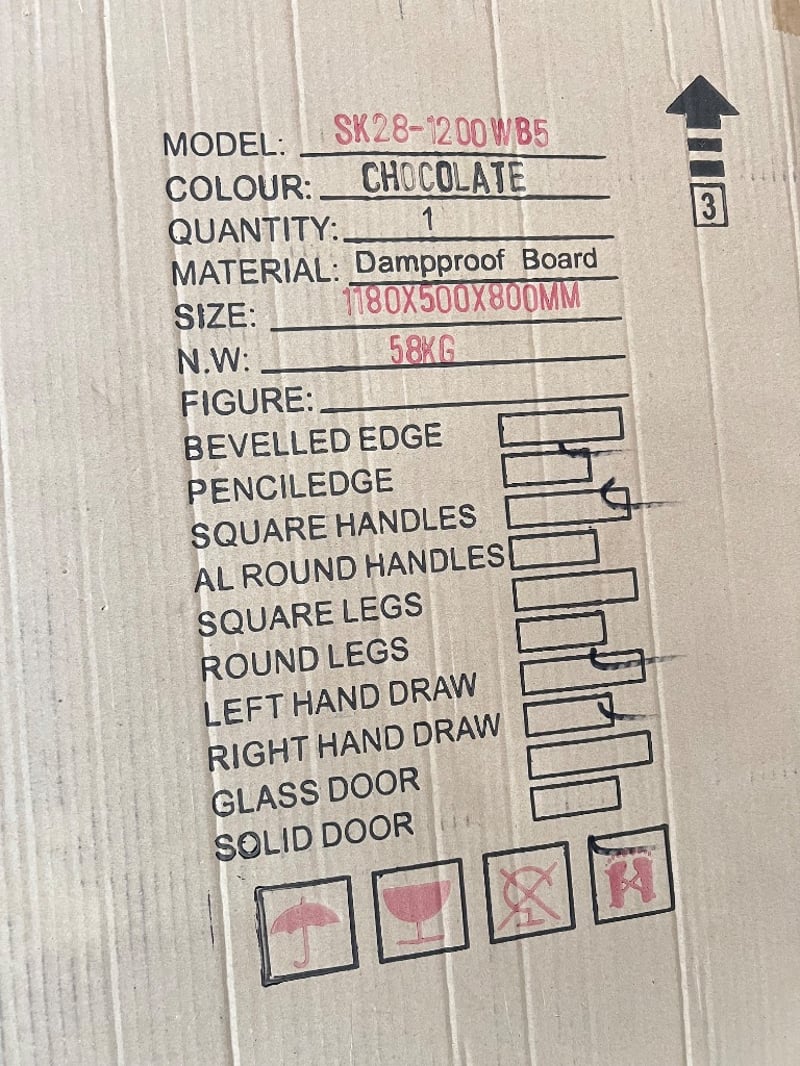 MODEL: SK28-1200WB5
COLOUR: CHOCOLATE
QUANTITY: 1
MATERIAL: Dampproof Board
SIZE: 1180X500X800MM
N.W: 58KG
FIGURE:
BEVELLED EDGE
PENCILEDGE
SQUARE HANDLES
AL ROUND HANDLES
SQUARE LEGS
ROUND LEGS
LEFT HAND DRAW
RIGHT HAND DRAW
GLASS DOOR
SOLID DOOR
3